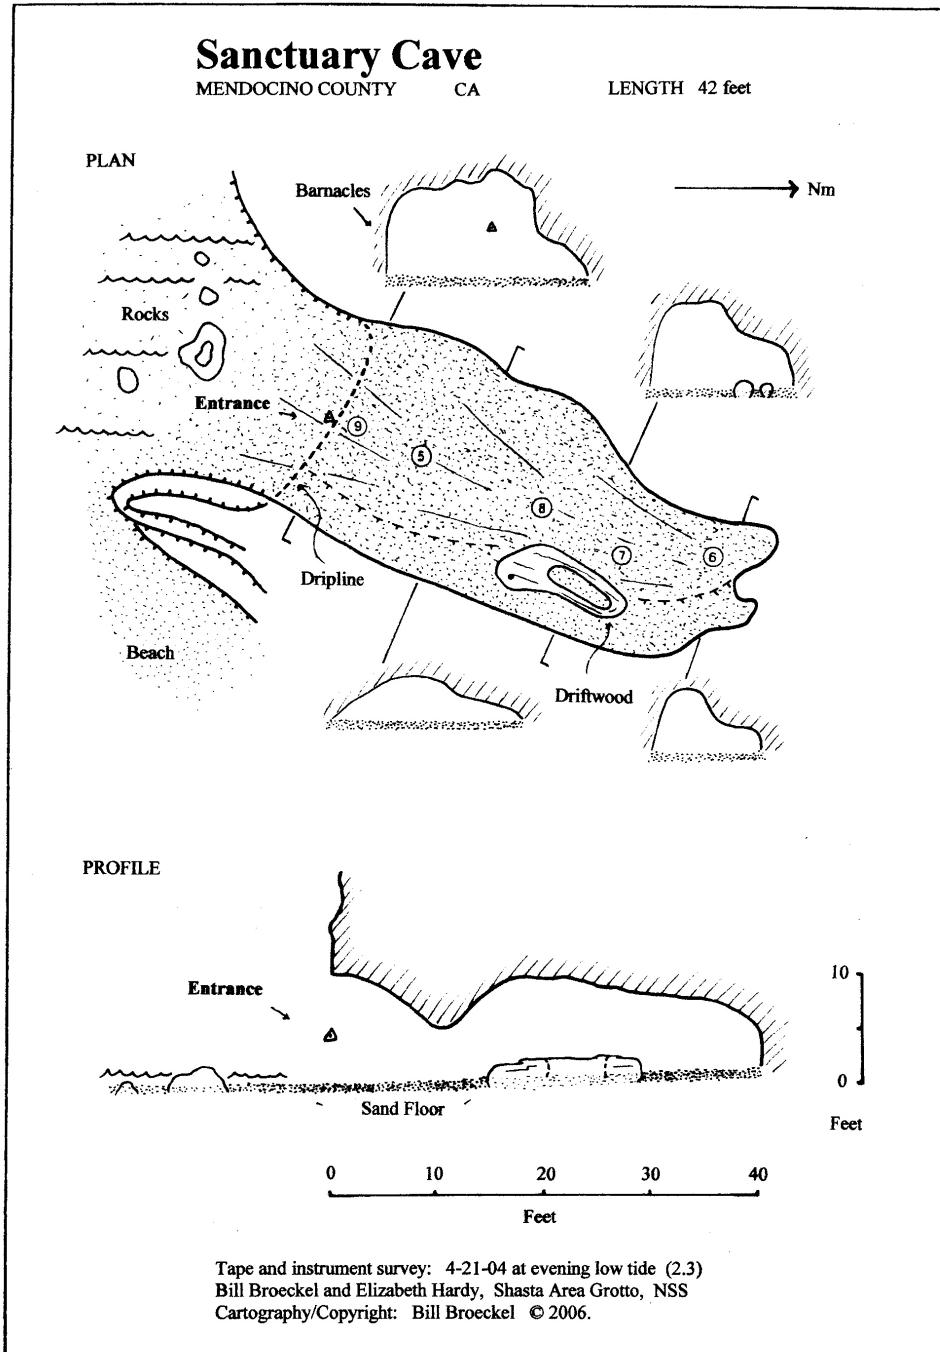 Sanctuary Cave
MENDOCINO COUNTY CA LENGTH 42 feet
PLAN
Barnacles
Nm
Rocks
Entrance
9
5
8
7
6
Dripline
Beach
Driftwood
PROFILE
10
Entrance
0
Sand Floor
Feet
0 10 20 30 40
Feet
Tape and instrument survey: 4-21-04 at evening low tide (2.3)
Bill Broeckel and Elizabeth Hardy, Shasta Area Grotto, NSS
Cartography/Copyright: Bill Broeckel © 2006.